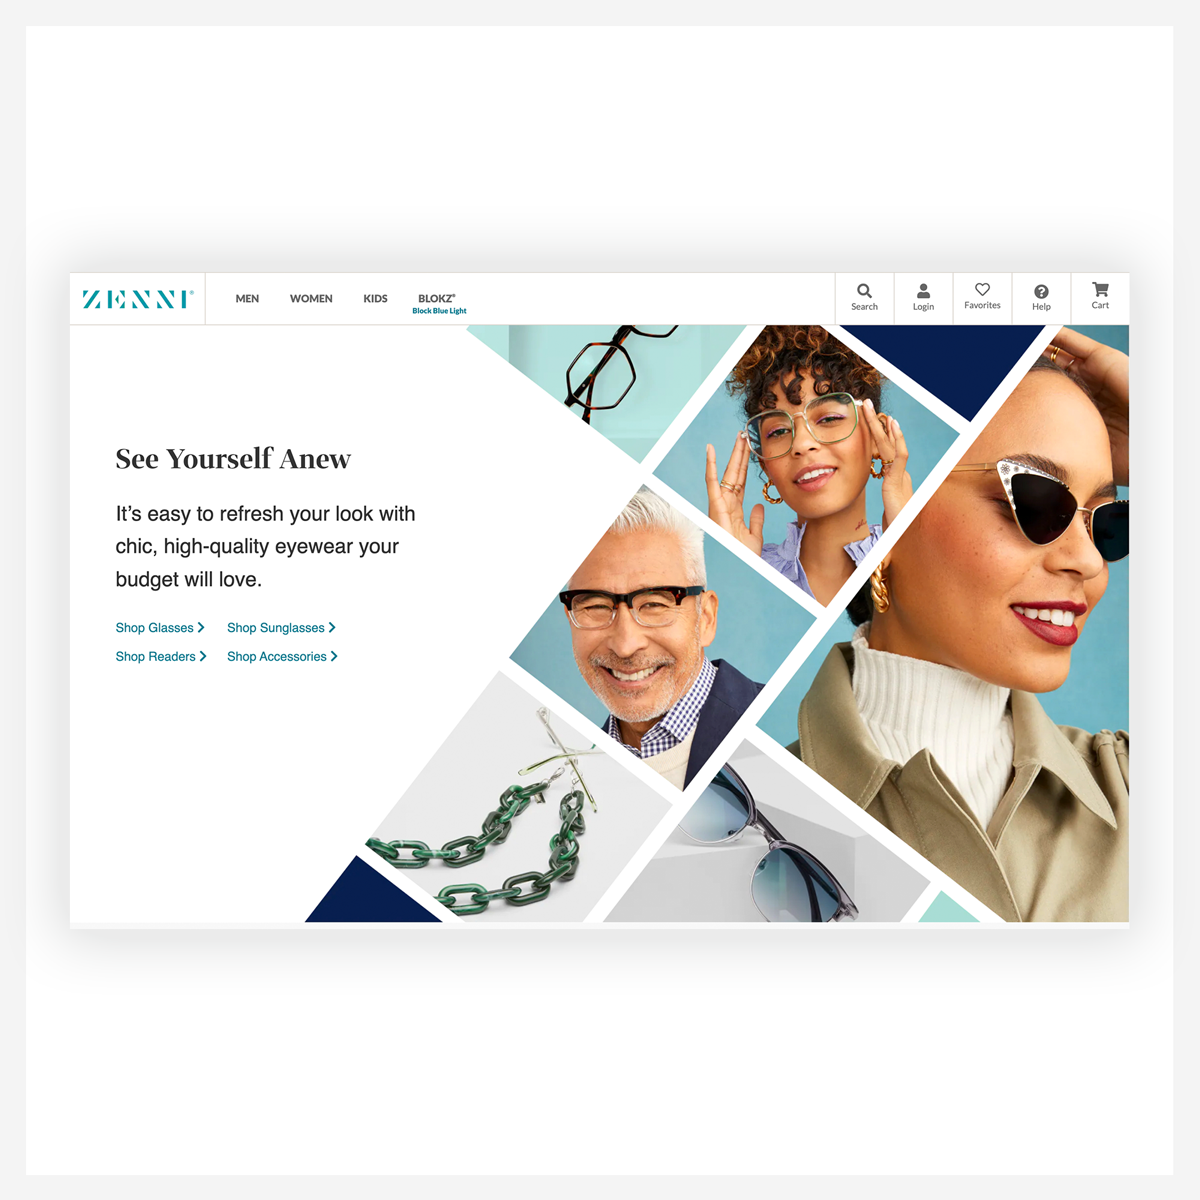 ZENNI®
MEN WOMEN KIDS BLOKZ®
Block Blue Light
Search Login Favorites Help Cart
See Yourself Anew
It’s easy to refresh your look with
chic, high-quality eyewear your
budget will love.
Shop Glasses Shop Sunglasses
Shop Readers Shop Accessories